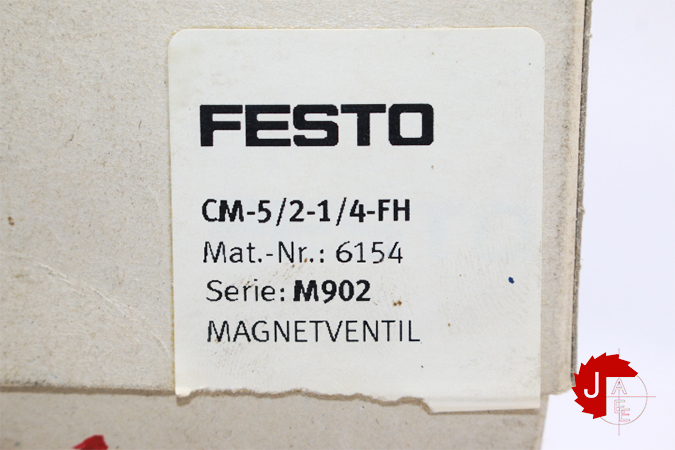 FESTO
CM-5/2-1/4-FH
Mat.-Nr.: 6154
Serie: M902
MAGNETVENTIL
J
A
E